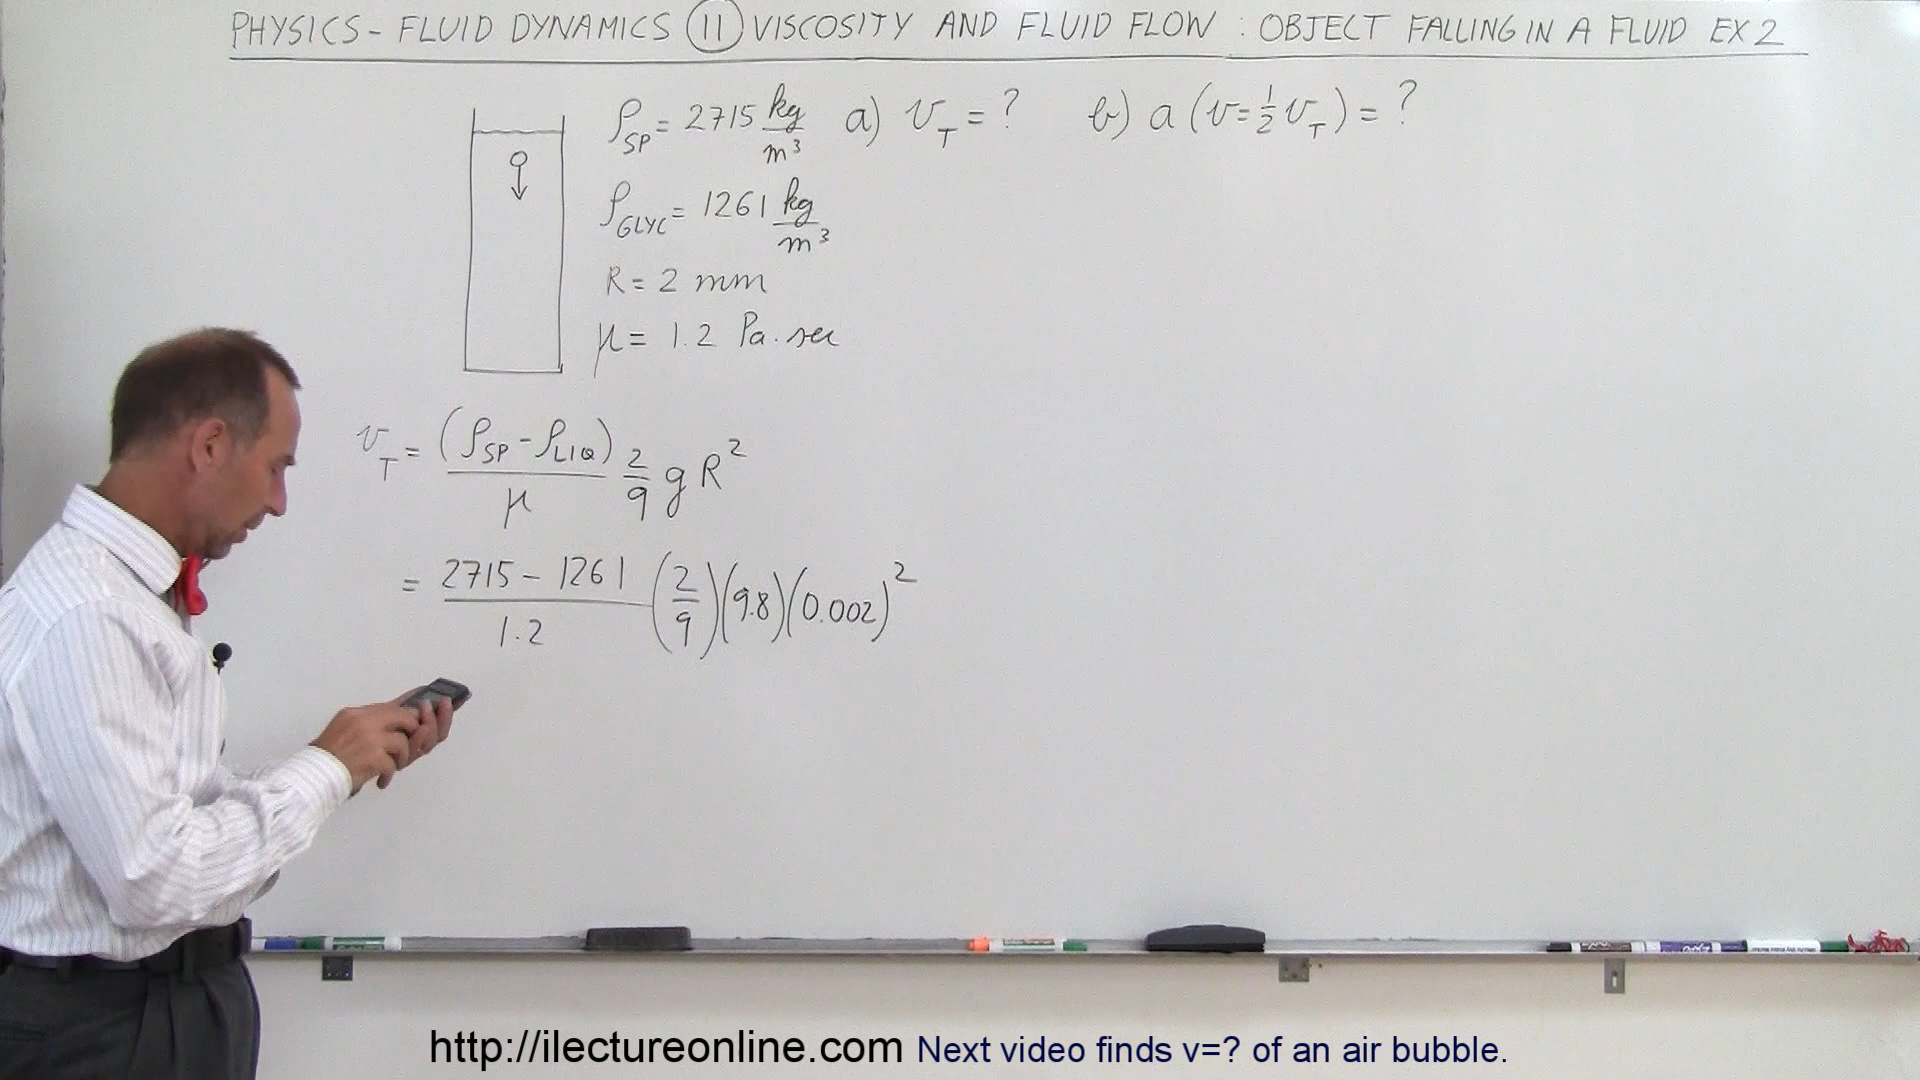 PHYSICS - FLUID DYNAMICS 11 VISCOSITY AND FLUID FLOW : OBJECT FALLING IN A FLUID EX 2
ρSP = 2715 kg/m³ a) vT = ? b) a (v = 1/2 vT) = ?
ρGLYC = 1261 kg/m³
R = 2 mm
μ = 1.2 Pa.sec
vT = (ρSP - ρLIQ)/μ 2/9 g R²
= 2715 - 1261/1.2 (2/9)(9.8)(0.002)²
http://ilectureonline.com Next video finds v=? of an air bubble.